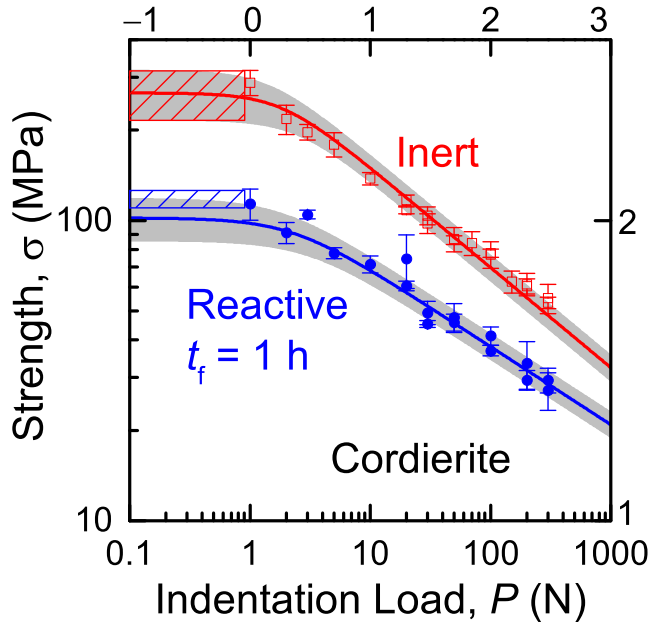 −1 0 1 2 3
Strength, σ (MPa)
100
10
2
1
Inert
Reactive
t_f = 1 h
Cordierite
0.1 1 10 100 1000
Indentation Load, P (N)